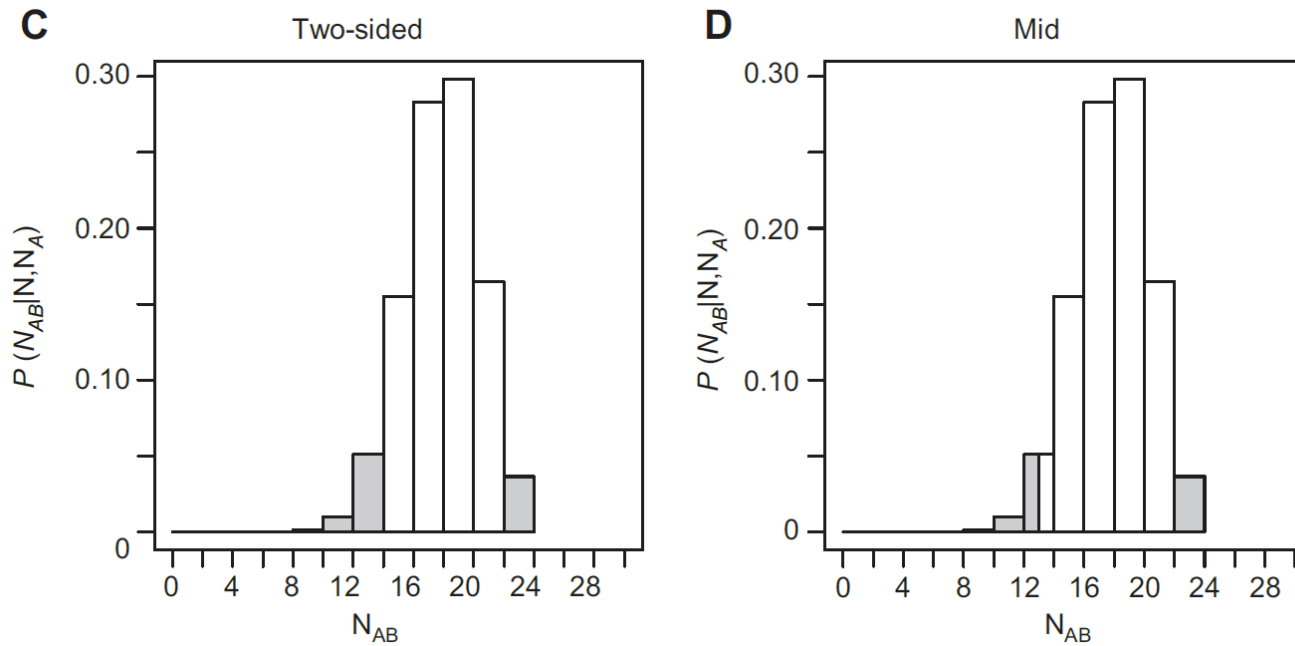 C
Two-sided
0.30
0.20
0.10
0
P (N_AB|N,N_A)
0 4 8 12 16 20 24 28
N_AB
D
Mid
0.30
0.20
0.10
0
P (N_AB|N,N_A)
0 4 8 12 16 20 24 28
N_AB